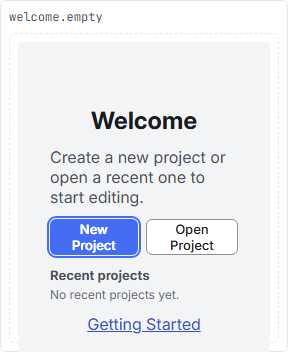 welcome.empty
Welcome
Create a new project or
open a recent one to
start editing.
New
Project
Open
Project
Recent projects
No recent projects yet.
Getting Started